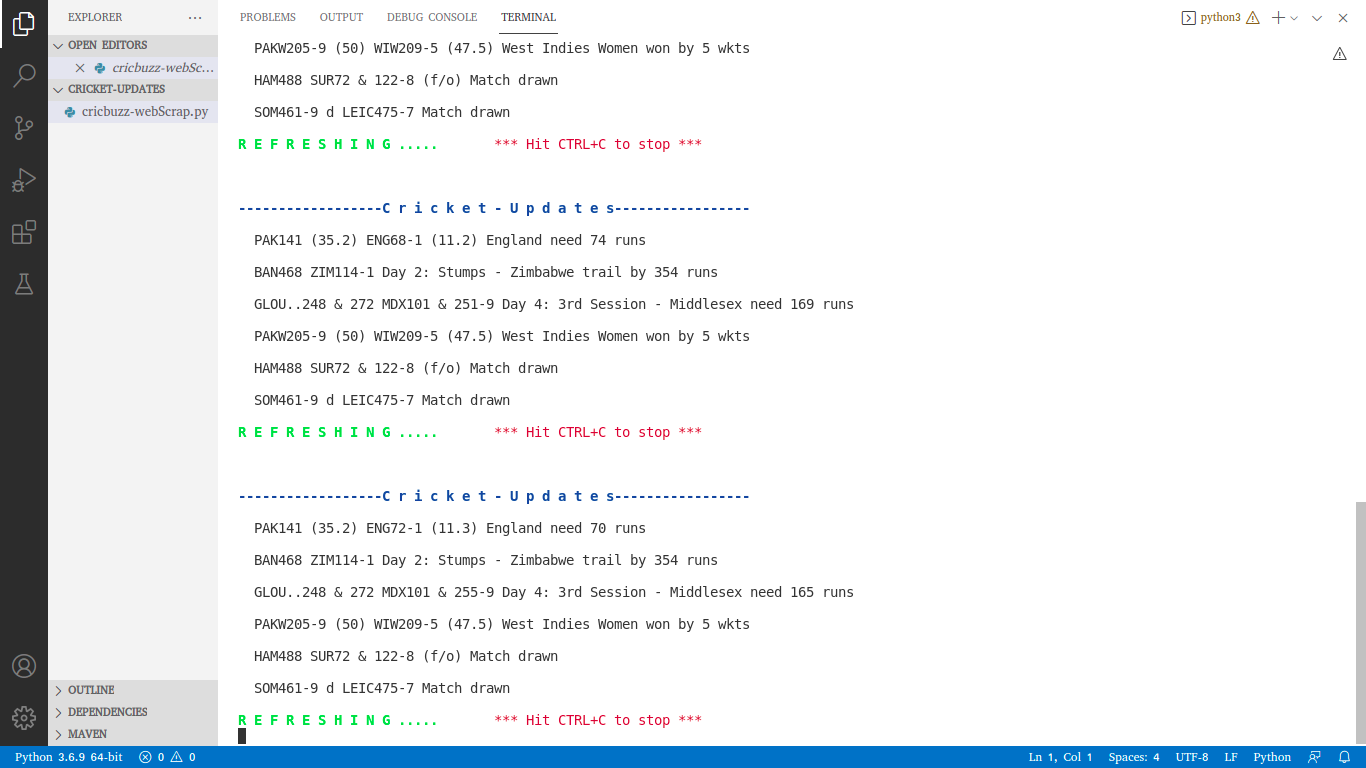 EXPLORER ···
OPEN EDITORS
cricbuzz-webSc...
CRICKET-UPDATES
cricbuzz-webScrap.py
OUTLINE
DEPENDENCIES
MAVEN
PROBLEMS OUTPUT DEBUG CONSOLE TERMINAL python3
PAKW205-9 (50) WIW209-5 (47.5) West Indies Women won by 5 wkts
HAM488 SUR72 & 122-8 (f/o) Match drawn
SOM461-9 d LEIC475-7 Match drawn
R E F R E S H I N G ..... *** Hit CTRL+C to stop ***
------------------C r i c k e t - U p d a t e s-----------------
PAK141 (35.2) ENG68-1 (11.2) England need 74 runs
BAN468 ZIM114-1 Day 2: Stumps - Zimbabwe trail by 354 runs
GLOU..248 & 272 MDX101 & 251-9 Day 4: 3rd Session - Middlesex need 169 runs
PAKW205-9 (50) WIW209-5 (47.5) West Indies Women won by 5 wkts
HAM488 SUR72 & 122-8 (f/o) Match drawn
SOM461-9 d LEIC475-7 Match drawn
R E F R E S H I N G ..... *** Hit CTRL+C to stop ***
------------------C r i c k e t - U p d a t e s-----------------
PAK141 (35.2) ENG72-1 (11.3) England need 70 runs
BAN468 ZIM114-1 Day 2: Stumps - Zimbabwe trail by 354 runs
GLOU..248 & 272 MDX101 & 255-9 Day 4: 3rd Session - Middlesex need 165 runs
PAKW205-9 (50) WIW209-5 (47.5) West Indies Women won by 5 wkts
HAM488 SUR72 & 122-8 (f/o) Match drawn
SOM461-9 d LEIC475-7 Match drawn
R E F R E S H I N G ..... *** Hit CTRL+C to stop ***
Python 3.6.9 64-bit 0 0 Ln 1, Col 1 Spaces: 4 UTF-8 LF Python